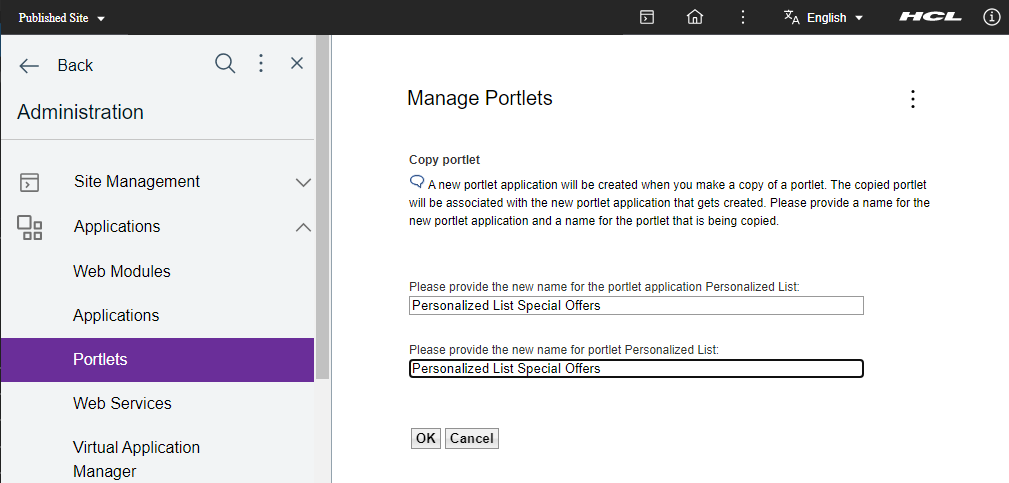 Published Site
English
HCL
Back
Administration
Site Management
Applications
Web Modules
Applications
Portlets
Web Services
Virtual Application
Manager
Manage Portlets
Copy portlet
A new portlet application will be created when you make a copy of a portlet. The copied portlet
will be associated with the new portlet application that gets created. Please provide a name for the
new portlet application and a name for the portlet that is being copied.
Please provide the new name for the portlet application Personalized List:
Personalized List Special Offers
Please provide the new name for portlet Personalized List:
Personalized List Special Offers
OK Cancel